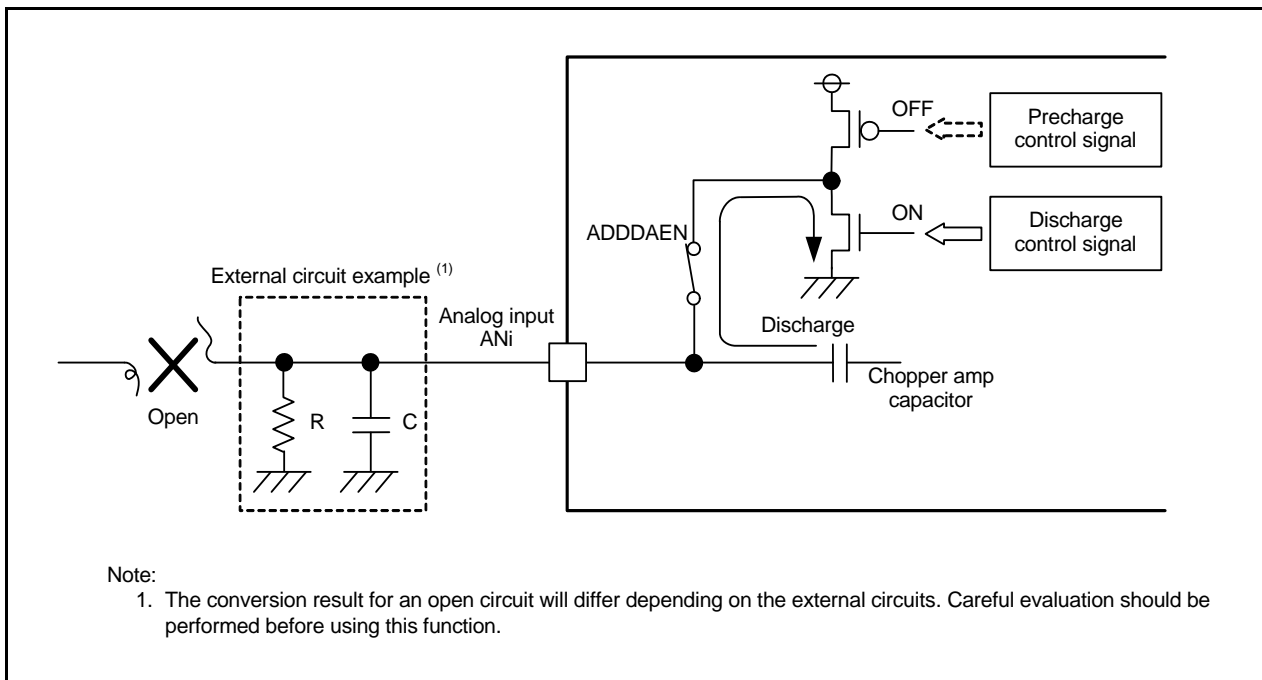 OFF
Precharge
control signal
ON
Discharge
control signal
ADDDAEN
External circuit example (1)
Analog input
ANi
Discharge
Chopper amp
capacitor
Open
R
C
Note:
1. The conversion result for an open circuit will differ depending on the external circuits. Careful evaluation should be
performed before using this function.